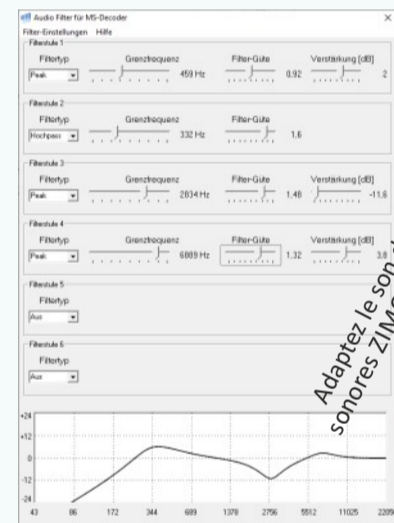 Audio Filter für MS-Decoder
Filter-Einstellungen Hilfe
Filterstufe 1
Filtertyp Grenzfrequenz Filter-Güte Verstärkung [dB]
Peak 459 Hz 0.92 2
Filterstufe 2
Filtertyp Grenzfrequenz Filter-Güte
Hochpass 332 Hz 1.6
Filterstufe 3
Filtertyp Grenzfrequenz Filter-Güte Verstärkung [dB]
Peak 2834 Hz 1.48 -11.6
Filterstufe 4
Filtertyp Grenzfrequenz Filter-Güte Verstärkung [dB]
Peak 6889 Hz 1.32 3.8
Filterstufe 5
Filtertyp
Aus
Filterstufe 6
Filtertyp
Aus
Adaptez le son
sonores ZIMO
+24
+12
0
-12
-24
43 86 172 344 689 1378 2756 5512 11025